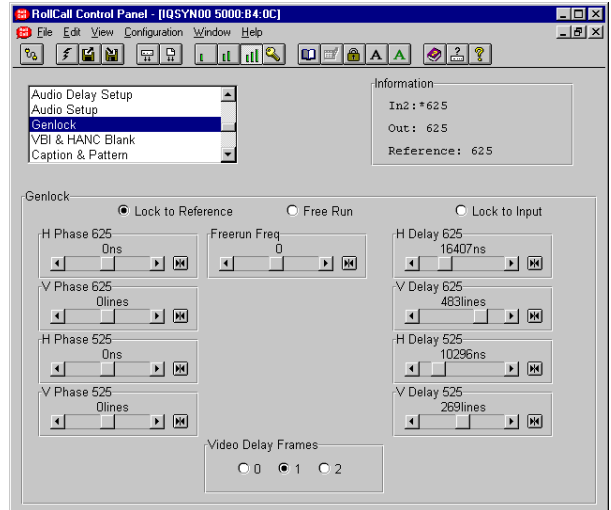 RollCall Control Panel - [IQSYN00 5000:B4:0C]
File Edit View Configuration Window Help
A A
Audio Delay Setup
Audio Setup
Genlock
VBI & HANC Blank
Caption & Pattern
Information
In2:*625
Out: 625
Reference: 625
Genlock
Lock to Reference Free Run Lock to Input
H Phase 625 Freerun Freq H Delay 625
0ns 0 16407ns
V Phase 625 V Delay 625
0lines 483lines
H Phase 525 H Delay 525
0ns 10296ns
V Phase 525 V Delay 525
0lines 269lines
Video Delay Frames
0 1 2